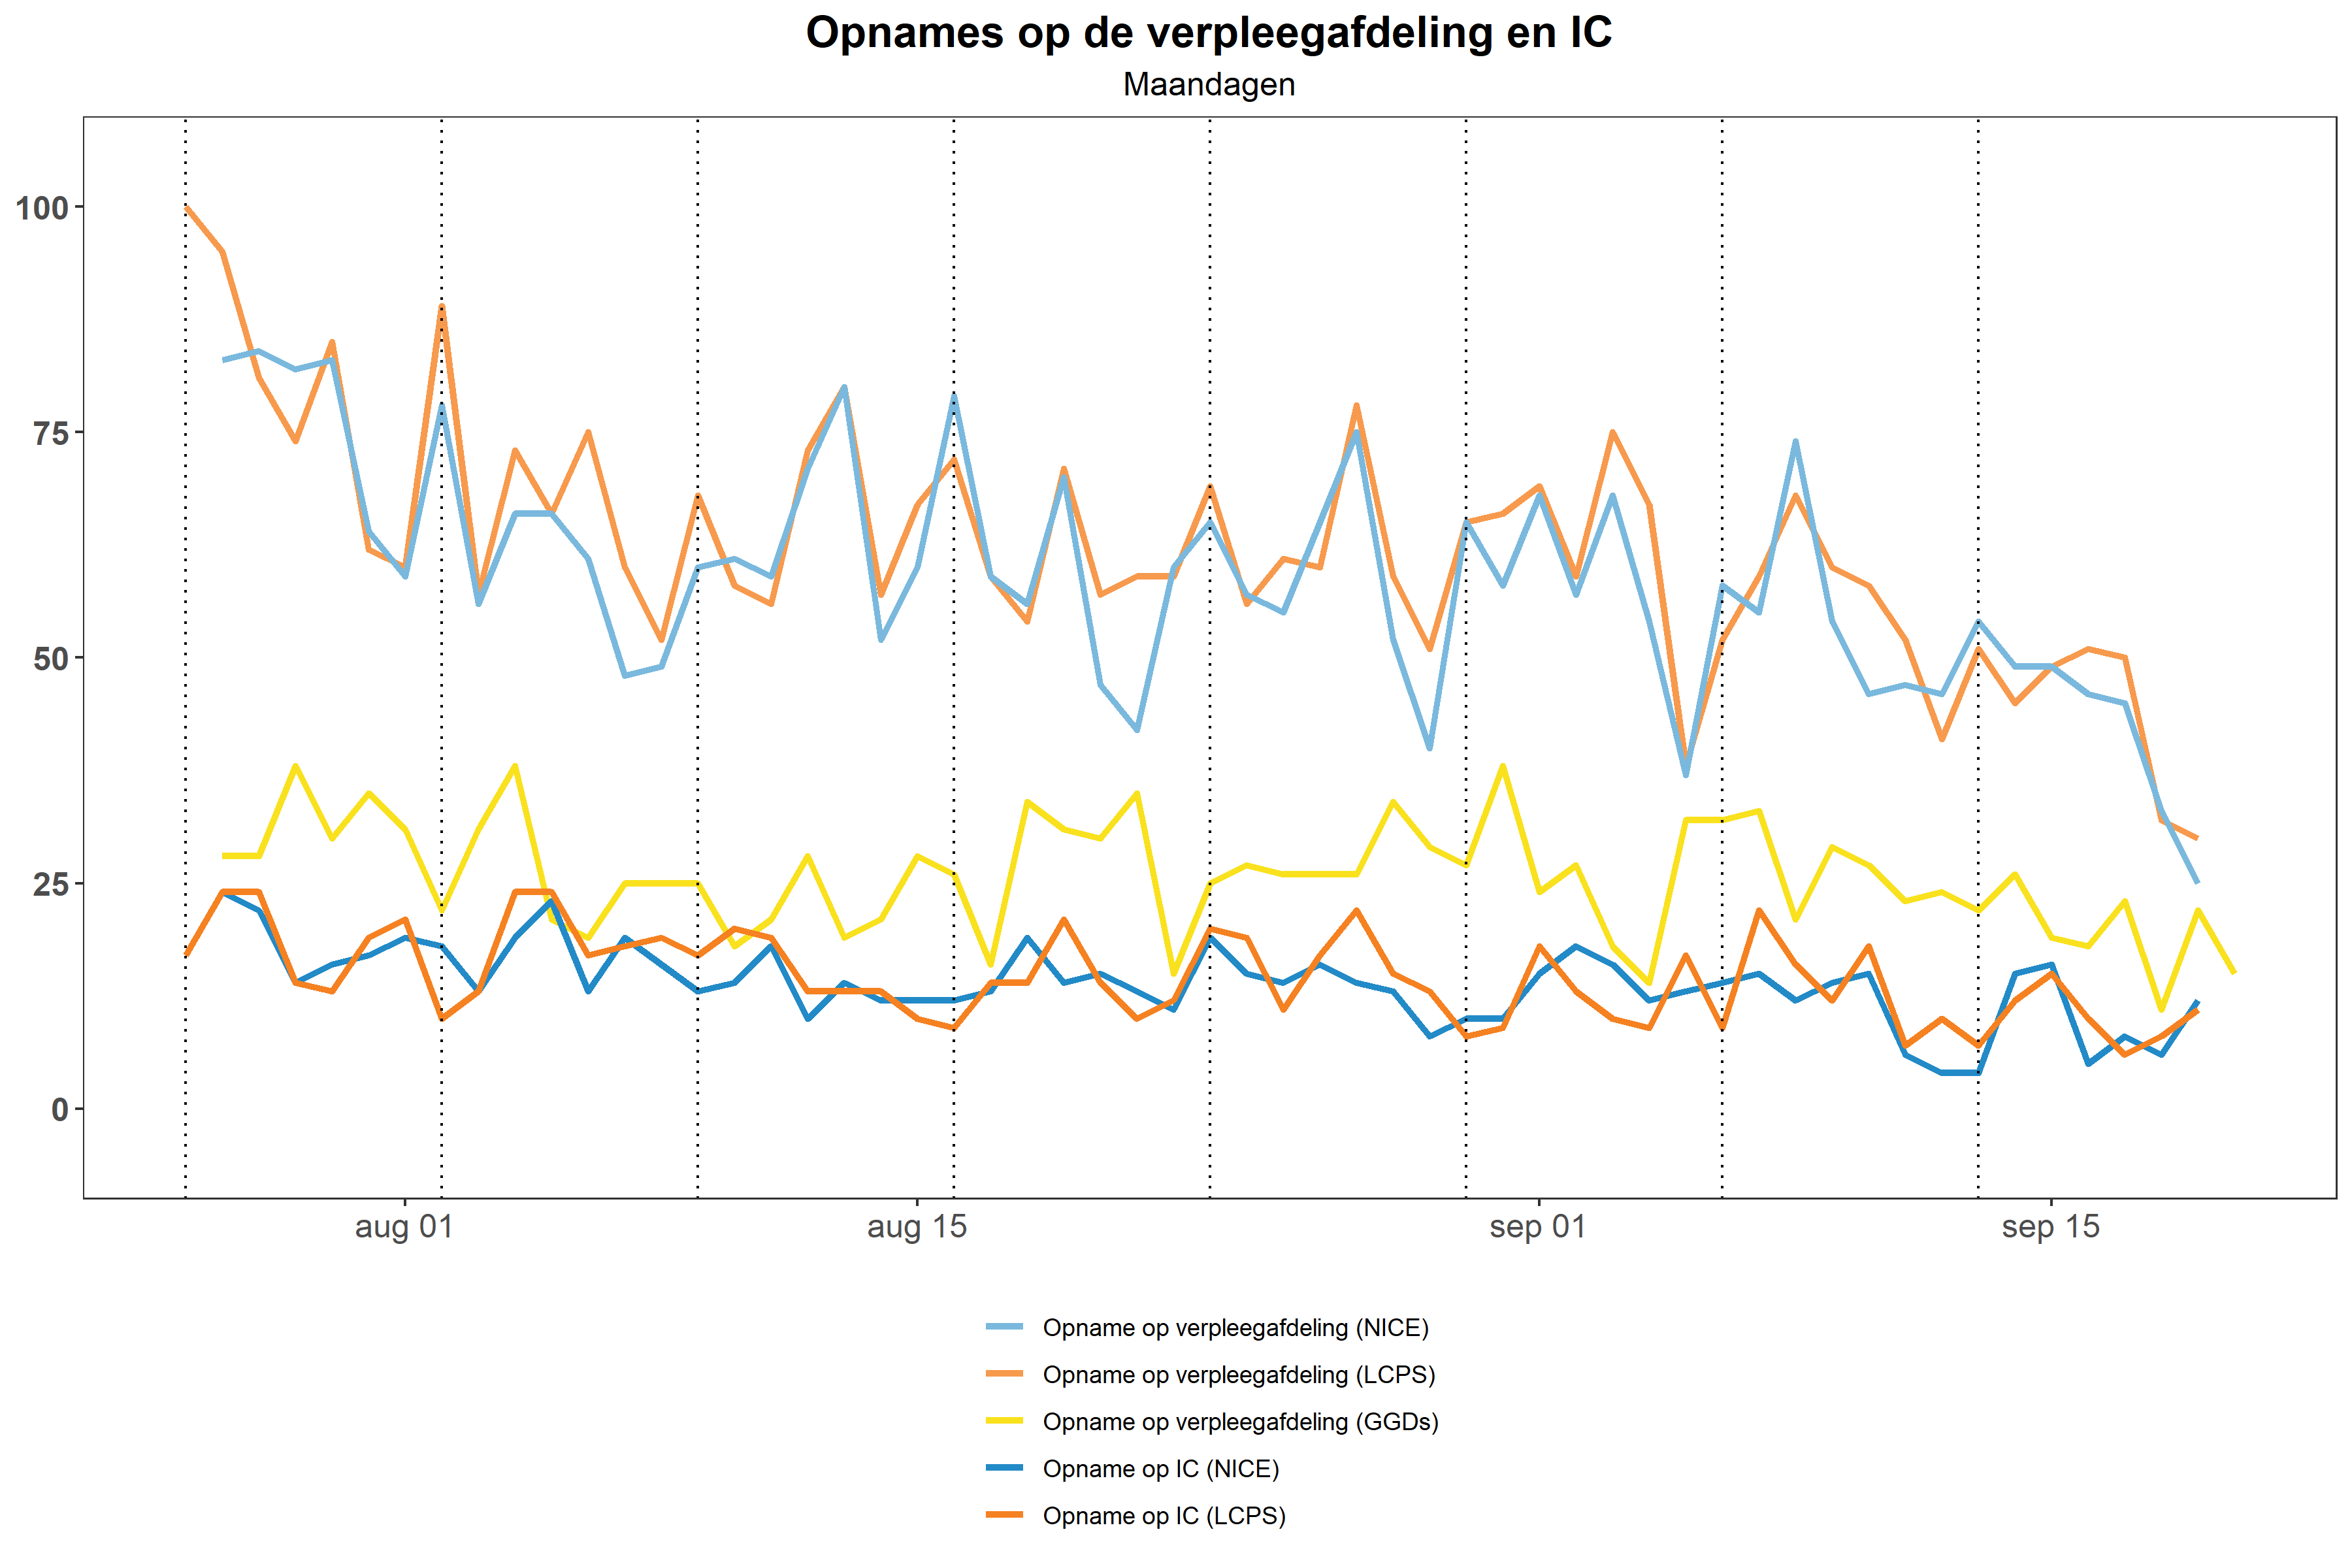 Opnames op de verpleegafdeling en IC
Maandagen
100
75
50
25
0
aug 01
aug 15
sep 01
sep 15
Opname op verpleegafdeling (NICE)
Opname op verpleegafdeling (LCPS)
Opname op verpleegafdeling (GGDs)
Opname op IC (NICE)
Opname op IC (LCPS)